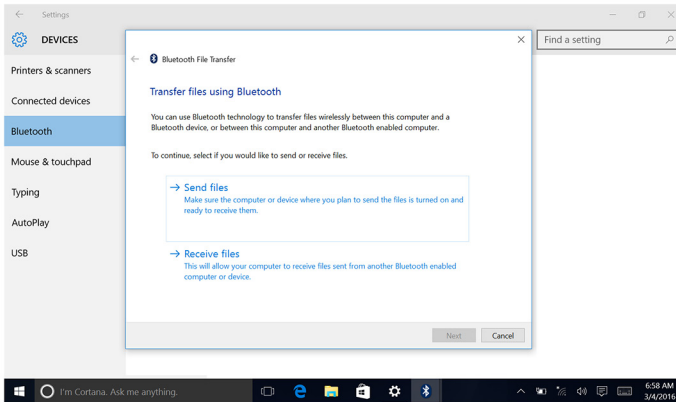 Settings
DEVICES
Find a setting
Printers & scanners
Connected devices
Bluetooth
Mouse & touchpad
Typing
AutoPlay
USB
Bluetooth File Transfer
Transfer files using Bluetooth
You can use Bluetooth technology to transfer files wirelessly between this computer and a
Bluetooth device, or between this computer and another Bluetooth enabled computer.
To continue, select if you would like to send or receive files.
Send files
Make sure the computer or device where you plan to send the files is turned on and
ready to receive them.
Receive files
This will allow your computer to receive files sent from another Bluetooth enabled
computer or device.
Next Cancel
I'm Cortana. Ask me anything.
6:58 AM
3/4/2016